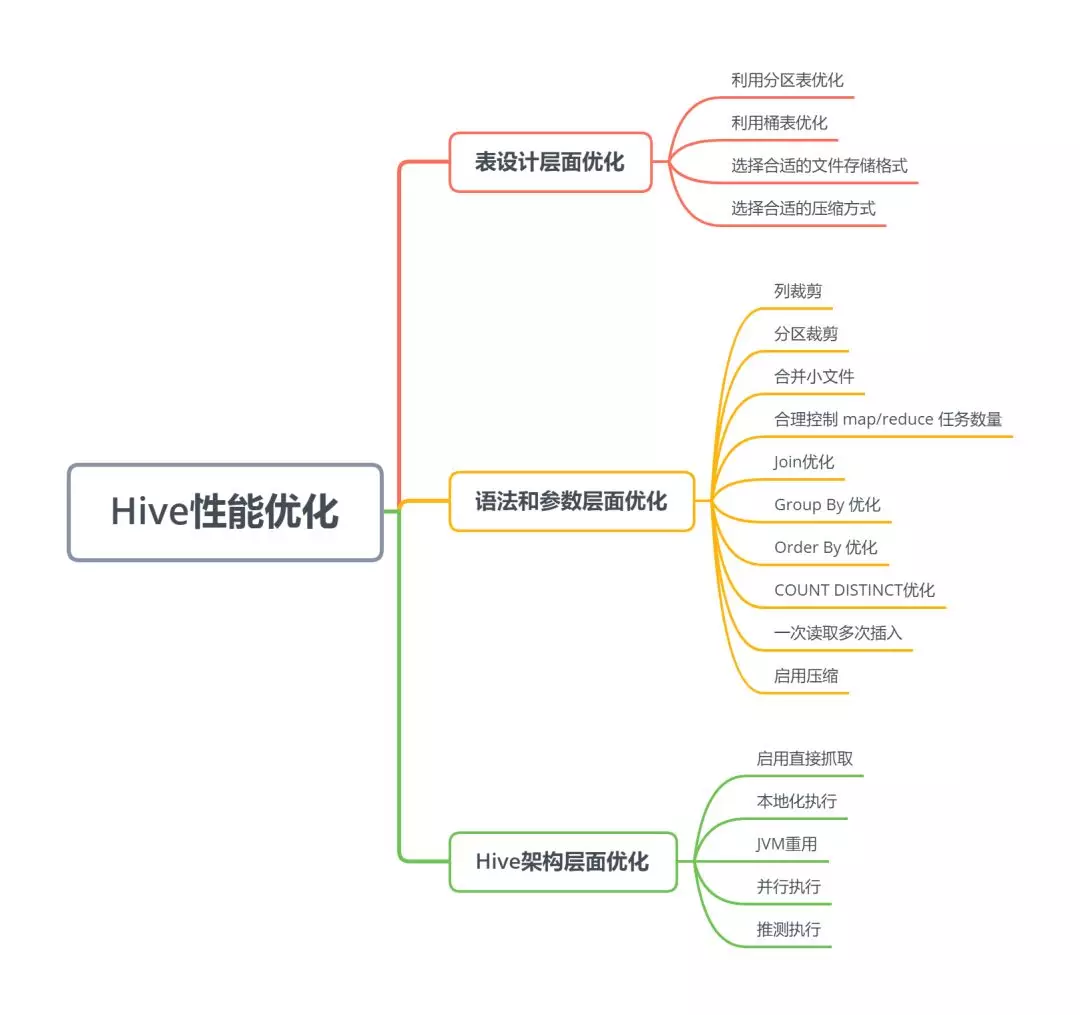 Hive性能优化
表设计层面优化
利用分区表优化
利用桶表优化
选择合适的文件存储格式
选择合适的压缩方式
语法和参数层面优化
列裁剪
分区裁剪
合并小文件
合理控制 map/reduce 任务数量
Join优化
Group By 优化
Order By 优化
COUNT DISTINCT优化
一次读取多次插入
启用压缩
Hive架构层面优化
启用直接抓取
本地化执行
JVM重用
并行执行
推测执行